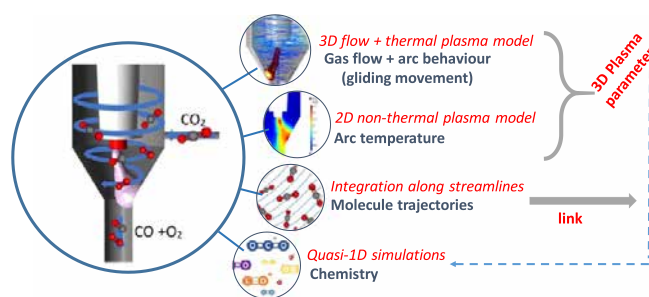 3D flow + thermal plasma model
Gas flow + arc behaviour
(gliding movement)
CO2
2D non-thermal plasma model
Arc temperature
Integration along streamlines
Molecule trajectories
CO +O2
Quasi-1D simulations
Chemistry
3D Plasma
parameter
link